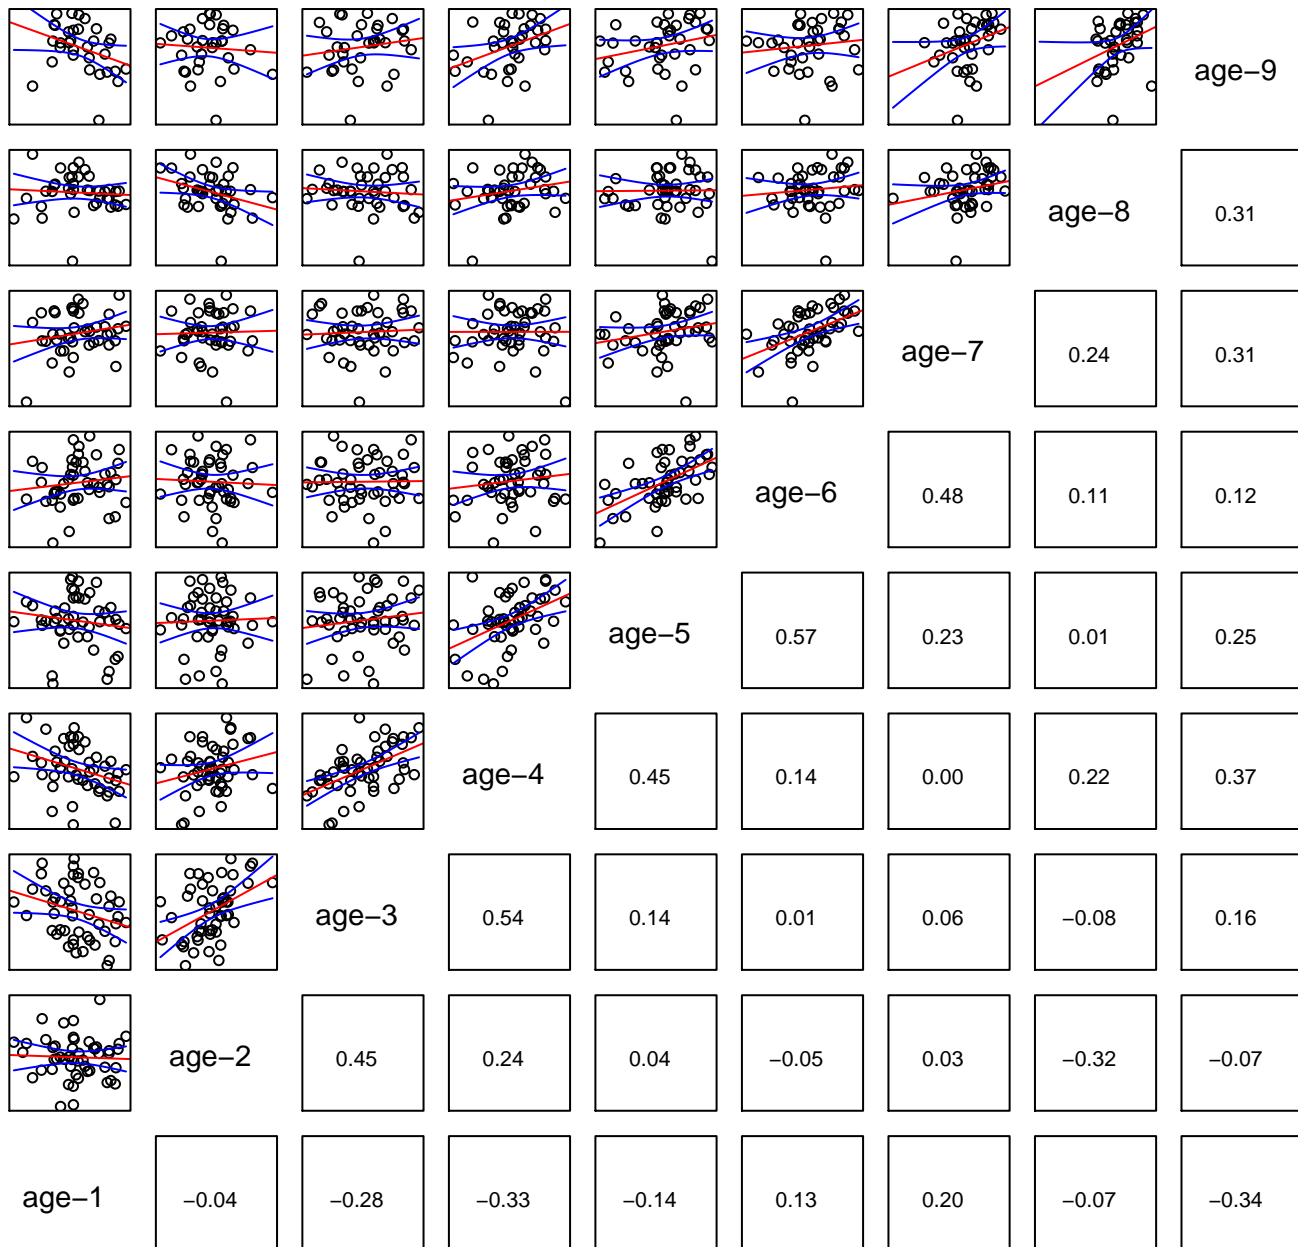 age−9
age−8 0.31
age−7 0.24 0.31
age−6 0.48 0.11 0.12
age−5 0.57 0.23 0.01 0.25
age−4 0.45 0.14 0.00 0.22 0.37
age−3 0.54 0.14 0.01 0.06 −0.08 0.16
age−2 0.45 0.24 0.04 −0.05 0.03 −0.32 −0.07
age−1 −0.04 −0.28 −0.33 −0.14 0.13 0.20 −0.07 −0.34